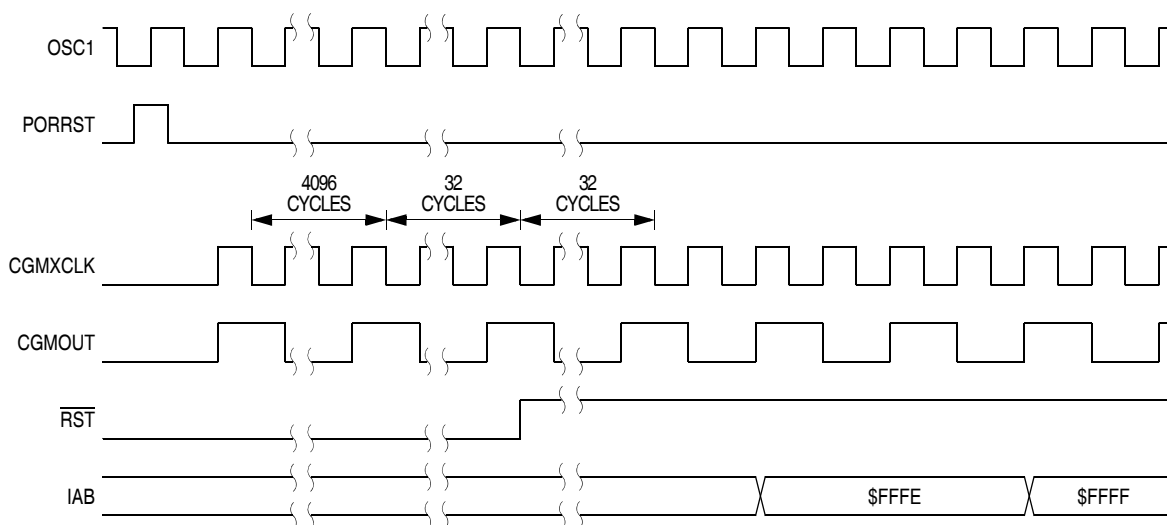 OSC1
PORRST
4096
CYCLES
32
CYCLES
32
CYCLES
CGMXCLK
CGMOUT
RST
IAB
$FFFE
$FFFF